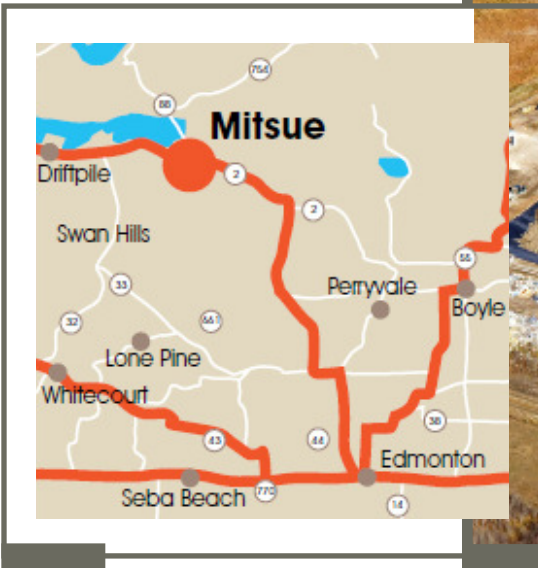 754
88
Mitsue
2
Driftpile
2
Swan Hills
55
33
Perryvale
Boyle
32
661
Lone Pine
Whitecourt
38
43
44
Edmonton
Seba Beach
770
14